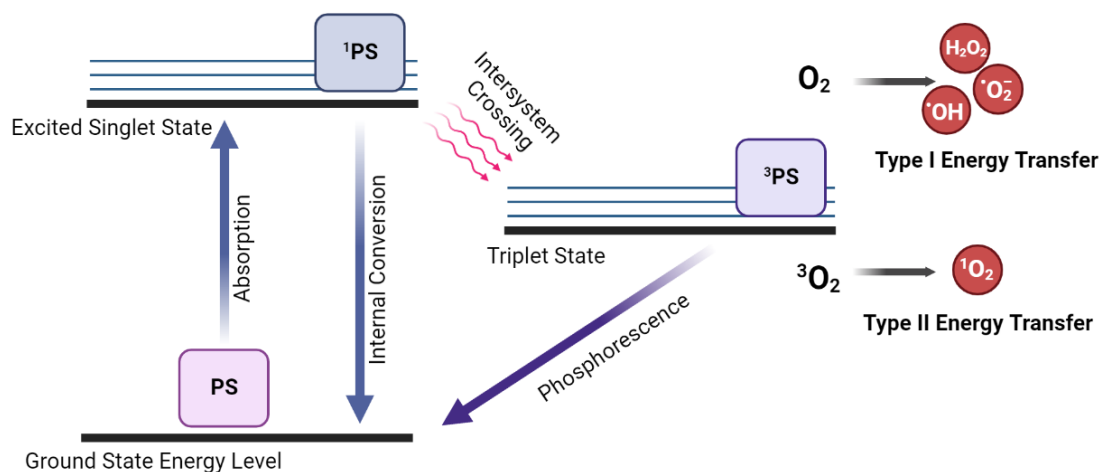 ¹PS
Excited Singlet State
Intersystem
Crossing
O₂
H₂O₂
•O₂⁻
•OH
Type I Energy Transfer
³PS
Absorption
Internal Conversion
Triplet State
³O₂
¹O₂
Type II Energy Transfer
Phosphorescence
PS
Ground State Energy Level